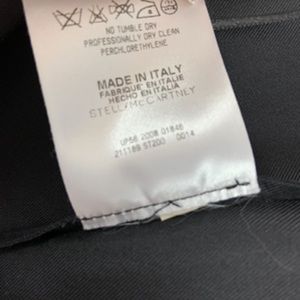 NO TUMBLE DRY
PROFESSIONALLY DRY CLEAN
PERCHLORETHYLENE
MADE IN ITALY
FABRIQUE' EN ITALIE
HECHO EN ITALIA
STELLA McCARTNEY
UP56 2008 01846
211189 ST200 0014